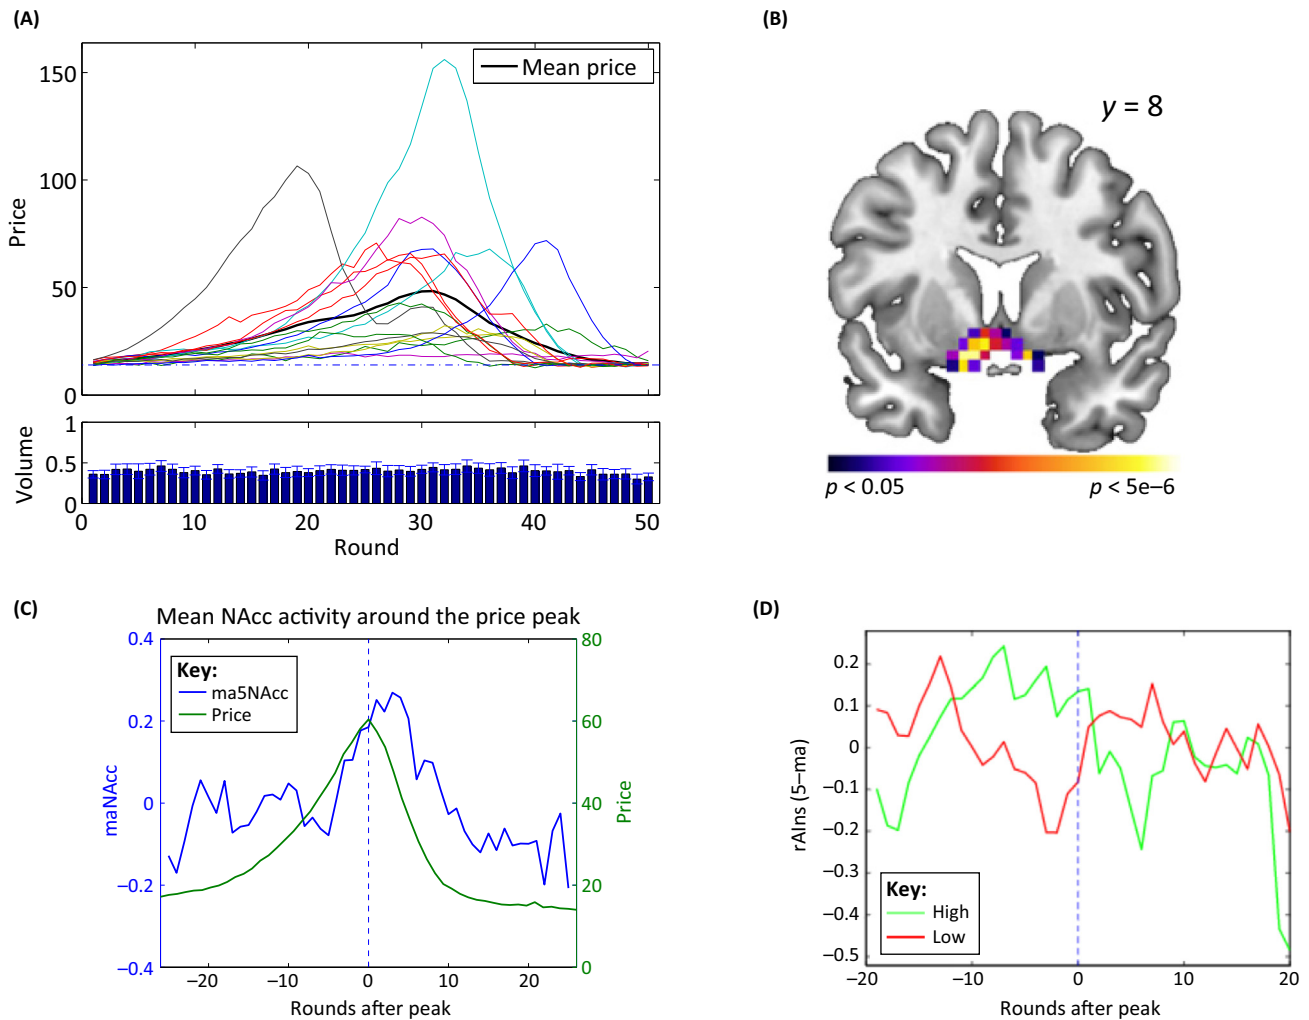 (A)
Mean price
150
100
50
0
Price
1
0.5
0
Volume
0 10 20 30 40 50
Round
(B)
y = 8
p < 0.05
p < 5e–6
(C)
Mean NAcc activity around the price peak
0.4
0.2
0
–0.2
–0.4
maNAcc
Key:
ma5NAcc
Price
80
60
40
20
0
Price
–20 –10 0 10 20
Rounds after peak
(D)
0.2
0.1
0
–0.1
–0.2
–0.3
–0.4
–0.5
rAIns (5–ma)
Key:
High
Low
–20 –10 0 10 20
Rounds after peak